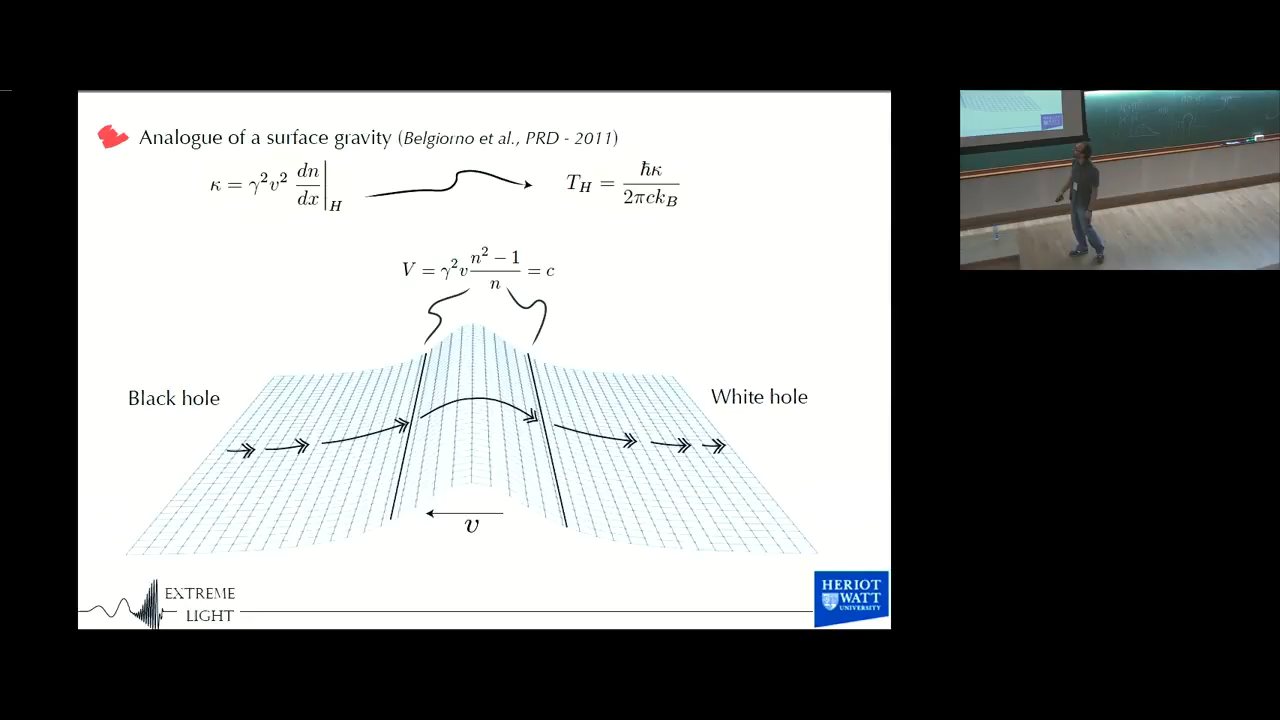 Analogue of a surface gravity (Belgiorno et al., PRD - 2011)
κ = γ²v² dn/dx|_H
T_H = ħκ/2πck_B
V = γ²v (n² − 1)/n = c
Black hole
White hole
v
EXTREME
LIGHT
HERIOT
WATT
UNIVERSITY